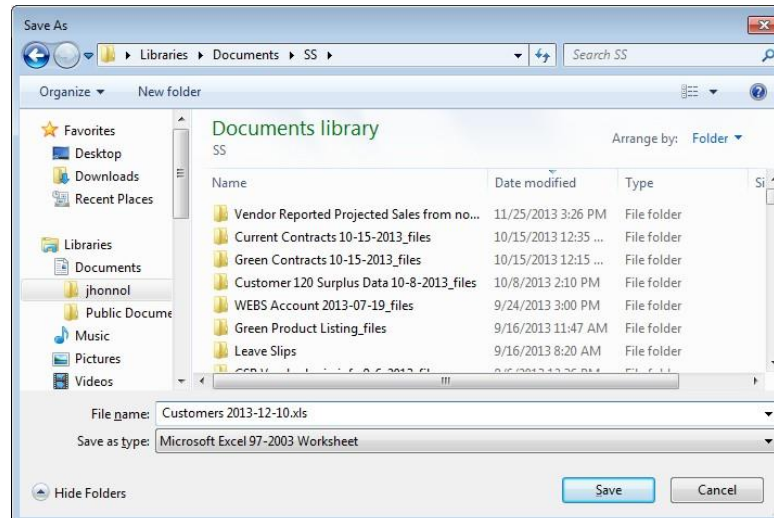 Save As
Libraries Documents SS Search SS
Organize New folder
Favorites
Desktop
Downloads
Recent Places
Libraries
Documents
jhonnol
Public Docume
Music
Pictures
Videos
Documents library
SS
Arrange by: Folder
Name Date modified Type Si
Vendor Reported Projected Sales from no... 11/25/2013 3:26 PM File folder
Current Contracts 10-15-2013_files 10/15/2013 12:35 ... File folder
Green Contracts 10-15-2013_files 10/15/2013 12:15 ... File folder
Customer 120 Surplus Data 10-8-2013_files 10/8/2013 2:10 PM File folder
WEBS Account 2013-07-19_files 9/24/2013 3:00 PM File folder
Green Product Listing_files 9/16/2013 11:47 AM File folder
Leave Slips 9/16/2013 8:20 AM File folder
File name: Customers 2013-12-10.xls
Save as type: Microsoft Excel 97-2003 Worksheet
Hide Folders Save Cancel